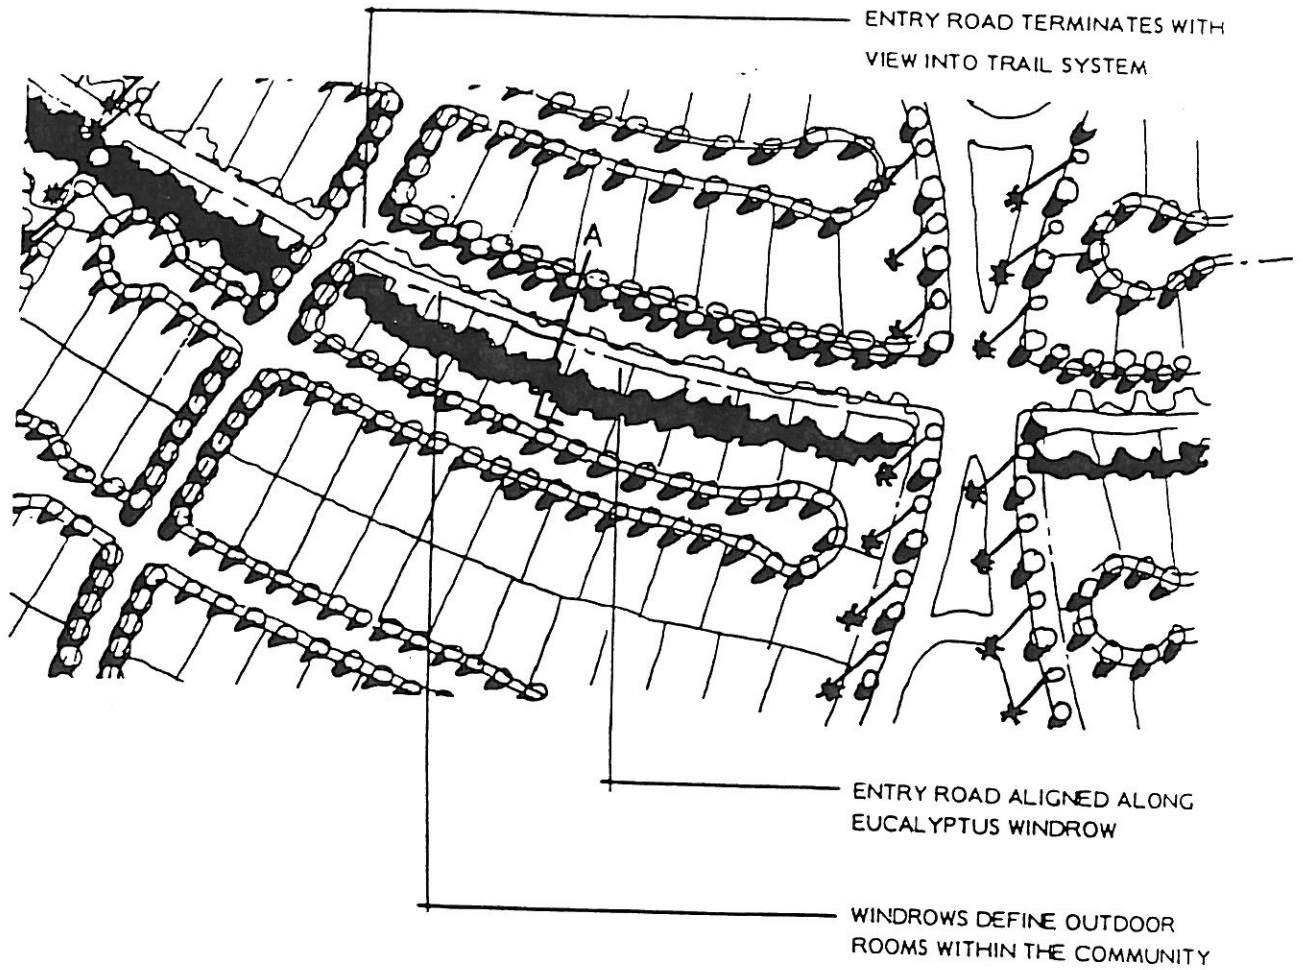 ENTRY ROAD TERMINATES WITH
VIEW INTO TRAIL SYSTEM
A
ENTRY ROAD ALIGNED ALONG
EUCALYPTUS WINDROW
WINDROWS DEFINE OUTDOOR
ROOMS WITHIN THE COMMUNITY